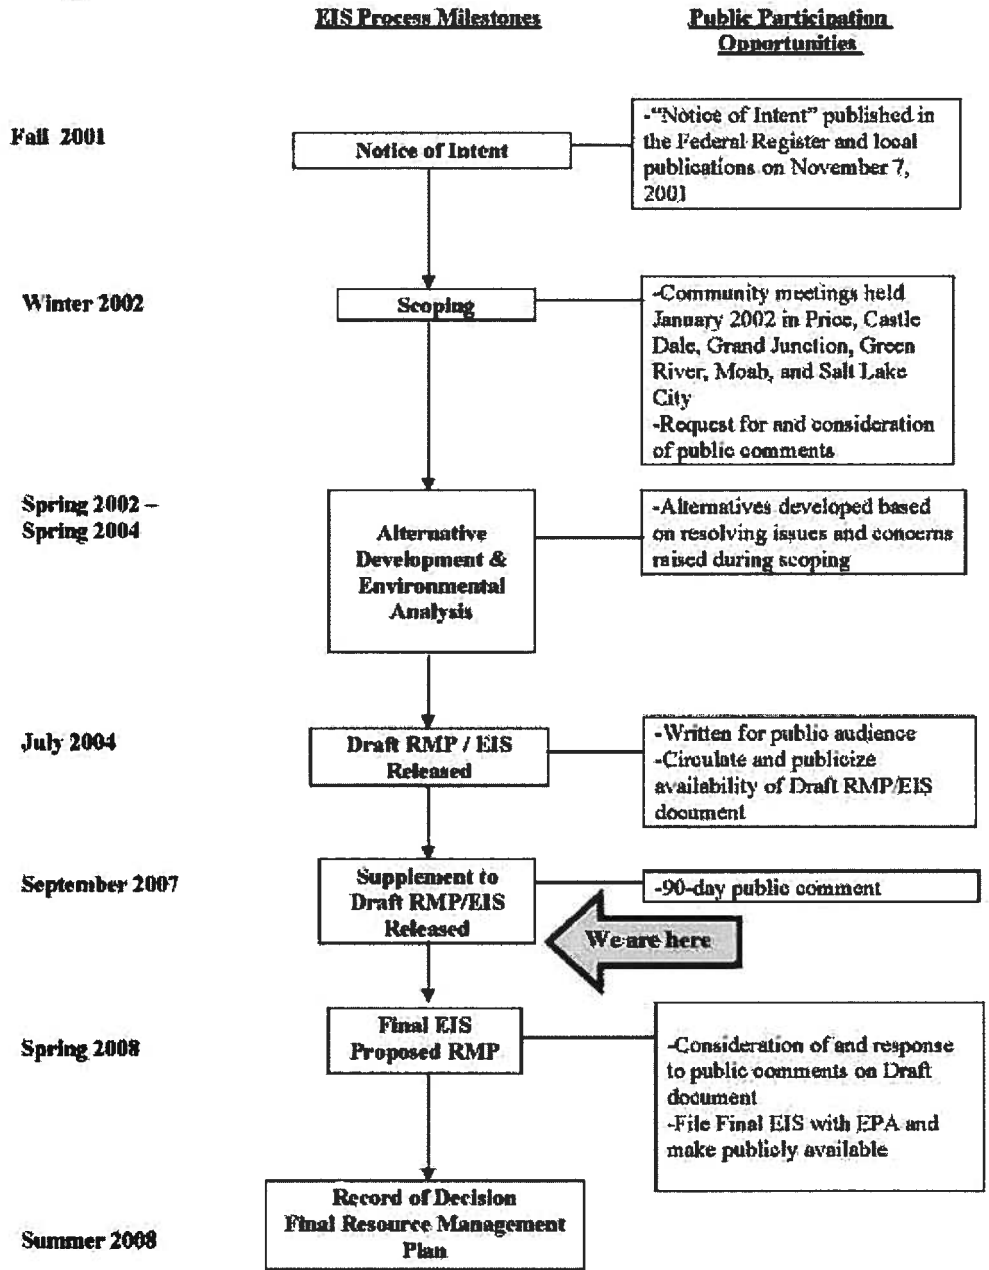 EIS Process Milestones
Public Participation
Opportunities
Fall 2001
Notice of Intent
-"Notice of Intent" published in
the Federal Register and local
publications on November 7,
2001
Winter 2002
Scoping
-Community meetings held
January 2002 in Price, Castle
Dale, Grand Junction, Green
River, Moab, and Salt Lake
City
-Request for and consideration
of public comments
Spring 2002 –
Spring 2004
Alternative
Development &
Environmental
Analysis
-Alternatives developed based
on resolving issues and concerns
raised during scoping
July 2004
Draft RMP / EIS
Released
-Written for public audience
-Circulate and publicize
availability of Draft RMP/EIS
document
September 2007
Supplement to
Draft RMP/EIS
Released
-90-day public comment
We are here
Spring 2008
Final EIS
Proposed RMP
-Consideration of and response
to public comments on Draft
document
-File Final EIS with EPA and
make publicly available
Summer 2008
Record of Decision
Final Resource Management
Plan